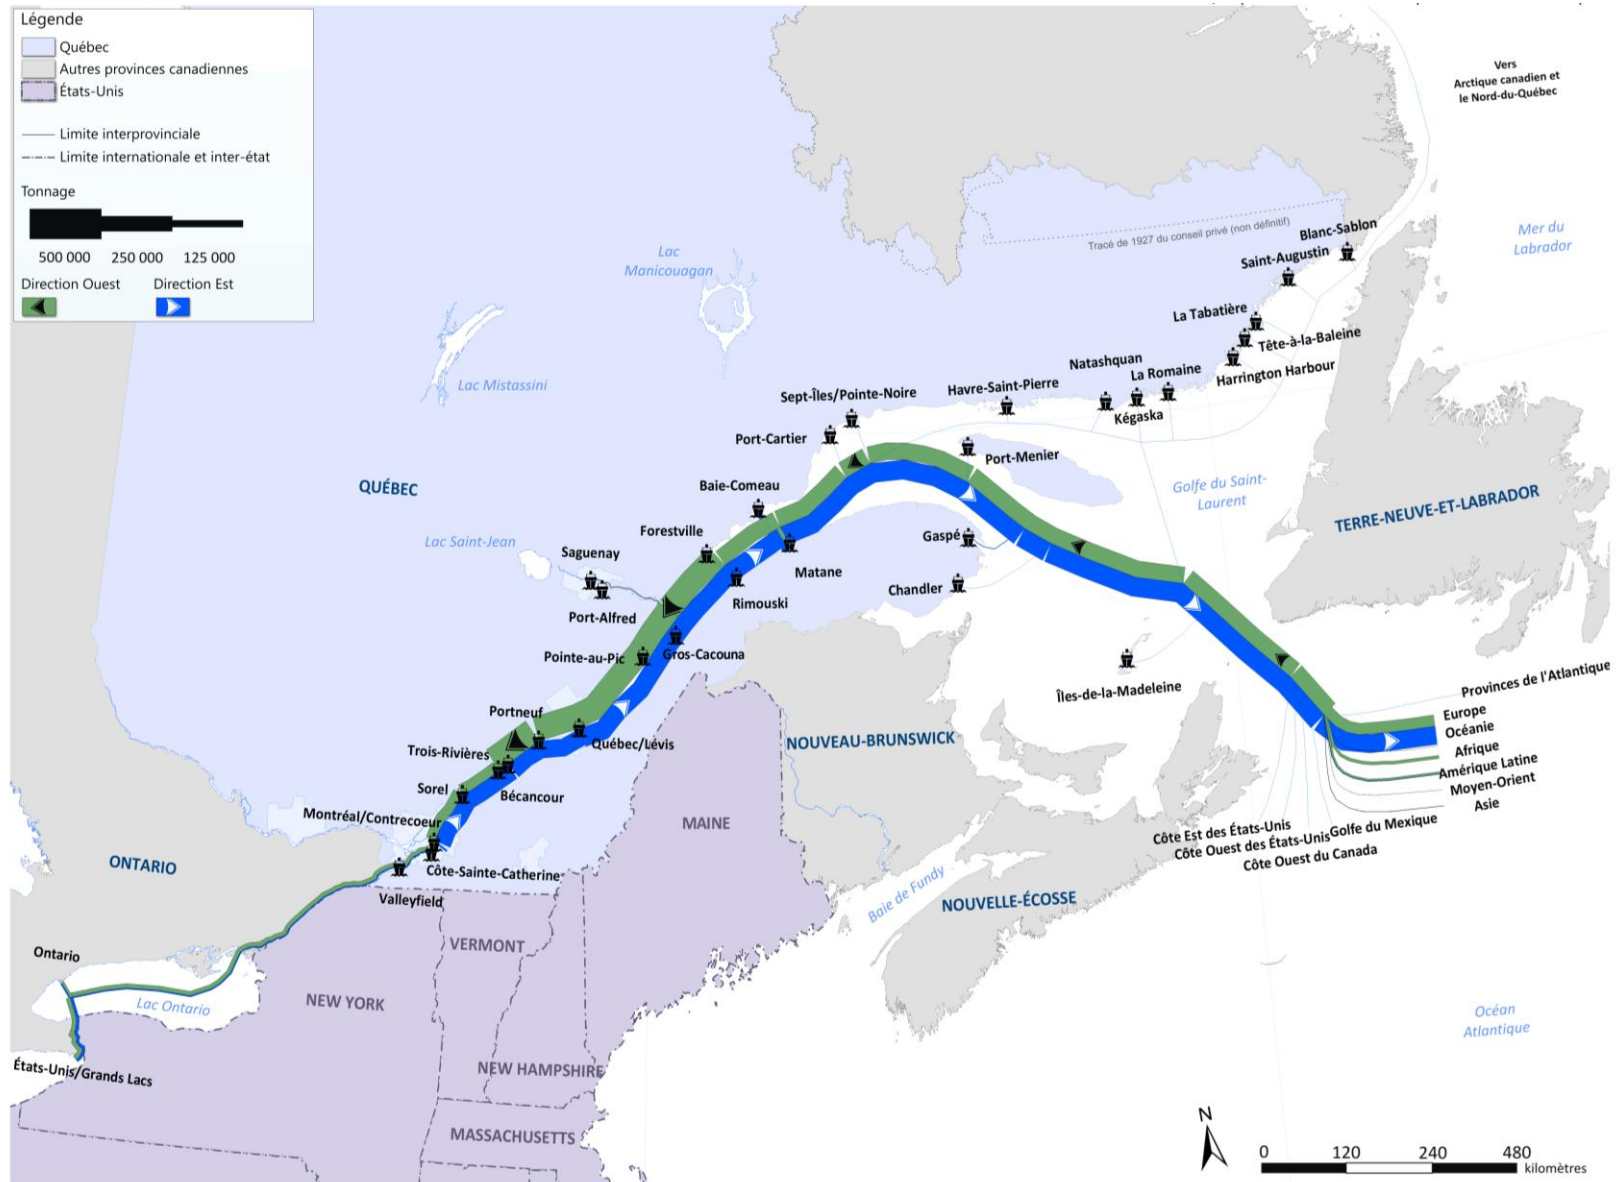 Légende
Québec
Autres provinces canadiennes
États-Unis
Limite interprovinciale
Limite internationale et inter-état
Tonnage
500 000 250 000 125 000
Direction Ouest Direction Est
Vers
Arctique canadien et
le Nord-du-Québec
Tracé de 1927 du conseil privé (non définitif)
Blanc-Sablon
Saint-Augustin
Mer du
Labrador
Lac
Manicouagan
La Tabatière
Tête-à-la-Baleine
Harrington Harbour
Natashquan
La Romaine
Kégaska
Lac Mistassini
Sept-Îles/Pointe-Noire
Havre-Saint-Pierre
Port-Cartier
Port-Menier
QUÉBEC
Baie-Comeau
Golfe du Saint-
Laurent
TERRE-NEUVE-ET-LABRADOR
Forestville
Lac Saint-Jean
Saguenay
Gaspé
Matane
Chandler
Rimouski
Port-Alfred
Pointe-au-Pic
Gros-Cacouna
Îles-de-la-Madeleine
Provinces de l'Atlantique
Europe
Océanie
Afrique
Amérique Latine
Moyen-Orient
Asie
Portneuf
Québec/Lévis
NOUVEAU-BRUNSWICK
Trois-Rivières
Sorel
Bécancour
Montréal/Contrecoeur
MAINE
Côte Est des États-Unis
Golfe du Mexique
Côte Ouest des États-Unis
Côte Ouest du Canada
ONTARIO
Côte-Sainte-Catherine
Valleyfield
Baie de Fundy
NOUVELLE-ÉCOSSE
VERMONT
Ontario
NEW YORK
Lac Ontario
Océan
Atlantique
États-Unis/Grands Lacs
NEW HAMPSHIRE
MASSACHUSETTS
N
0 120 240 480
kilomètres